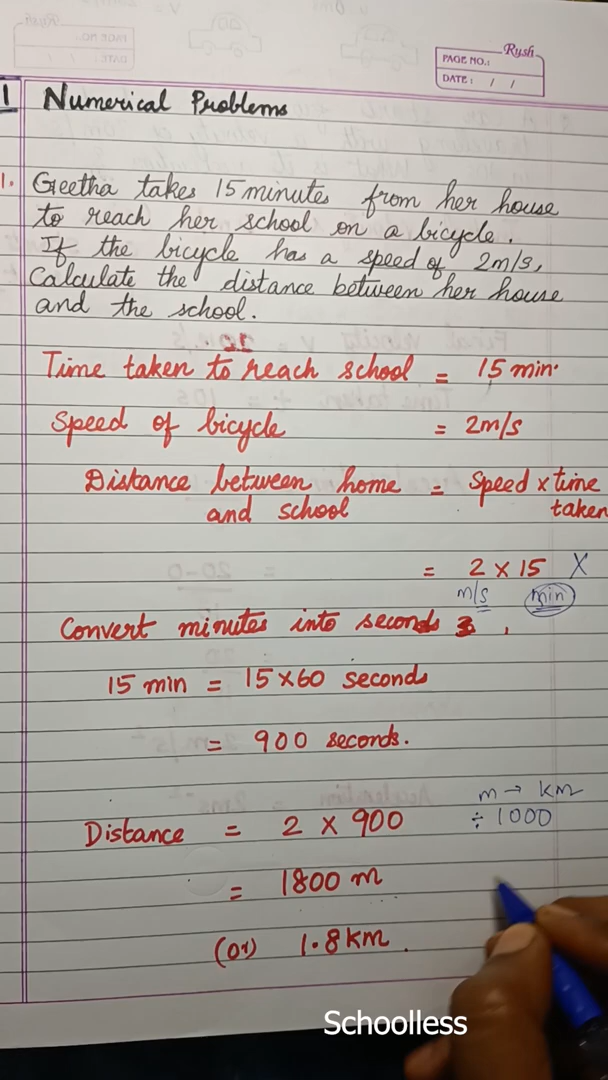 Rysh
PAGE NO.:
DATE: / /
1 Numerical Problems
1. Geetha takes 15 minutes from her house
to reach her school on a bicycle.
If the bicycle has a speed of 2m/s,
Calculate the distance between her house
and the school.
Time taken to reach school = 15 min.
Speed of bicycle = 2m/s
Distance between home = Speed × time
and school taken
= 2 × 15 X
m/s min
Convert minutes into seconds
15 min = 15×60 seconds
= 900 seconds.
m → km
Distance = 2 × 900 ÷ 1000
= 1800 m
(or) 1.8 km.
Schoolless